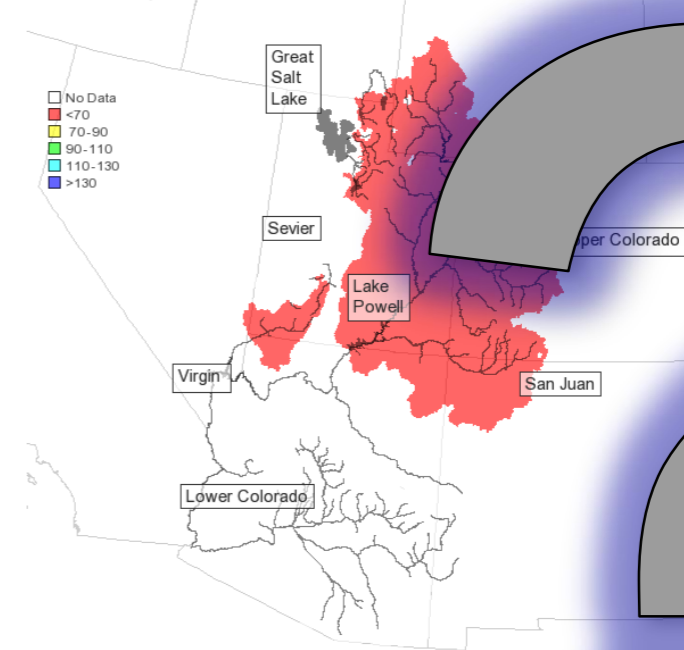 Great
Salt
Lake
No Data
<70
70-90
90-110
110-130
>130
Sevier
Colorado
Lake
Powell
Virgin
San Juan
Lower Colorado